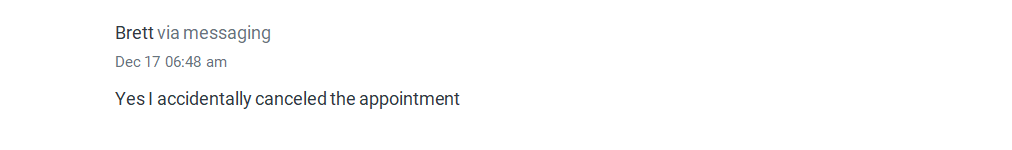 Brett via messaging
Dec 17 06:48 am
Yes I accidentally canceled the appointment